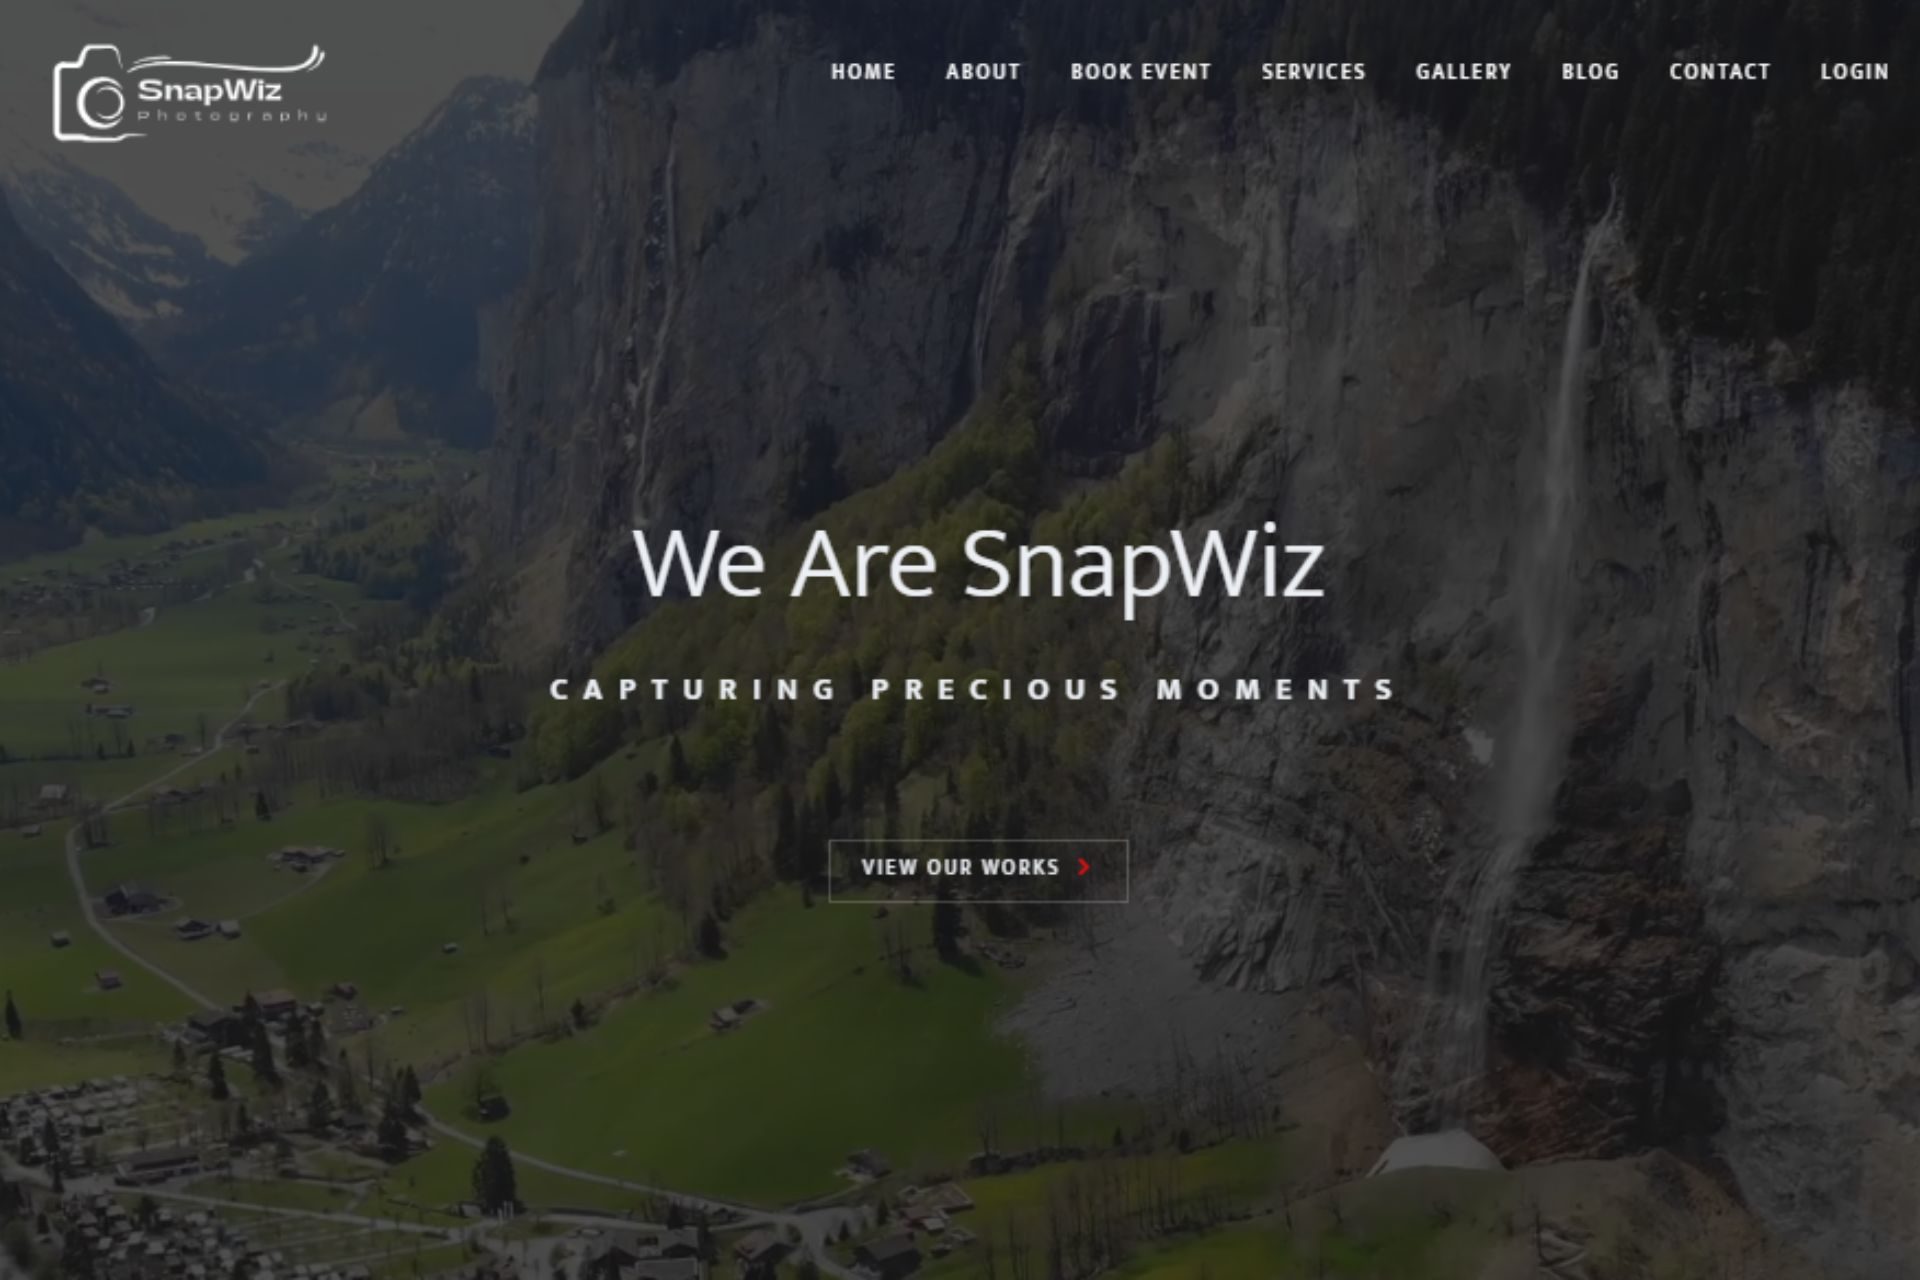 SnapWiz
Photography
HOME ABOUT BOOK EVENT SERVICES GALLERY BLOG CONTACT LOGIN
We Are SnapWiz
CAPTURING PRECIOUS MOMENTS
VIEW OUR WORKS